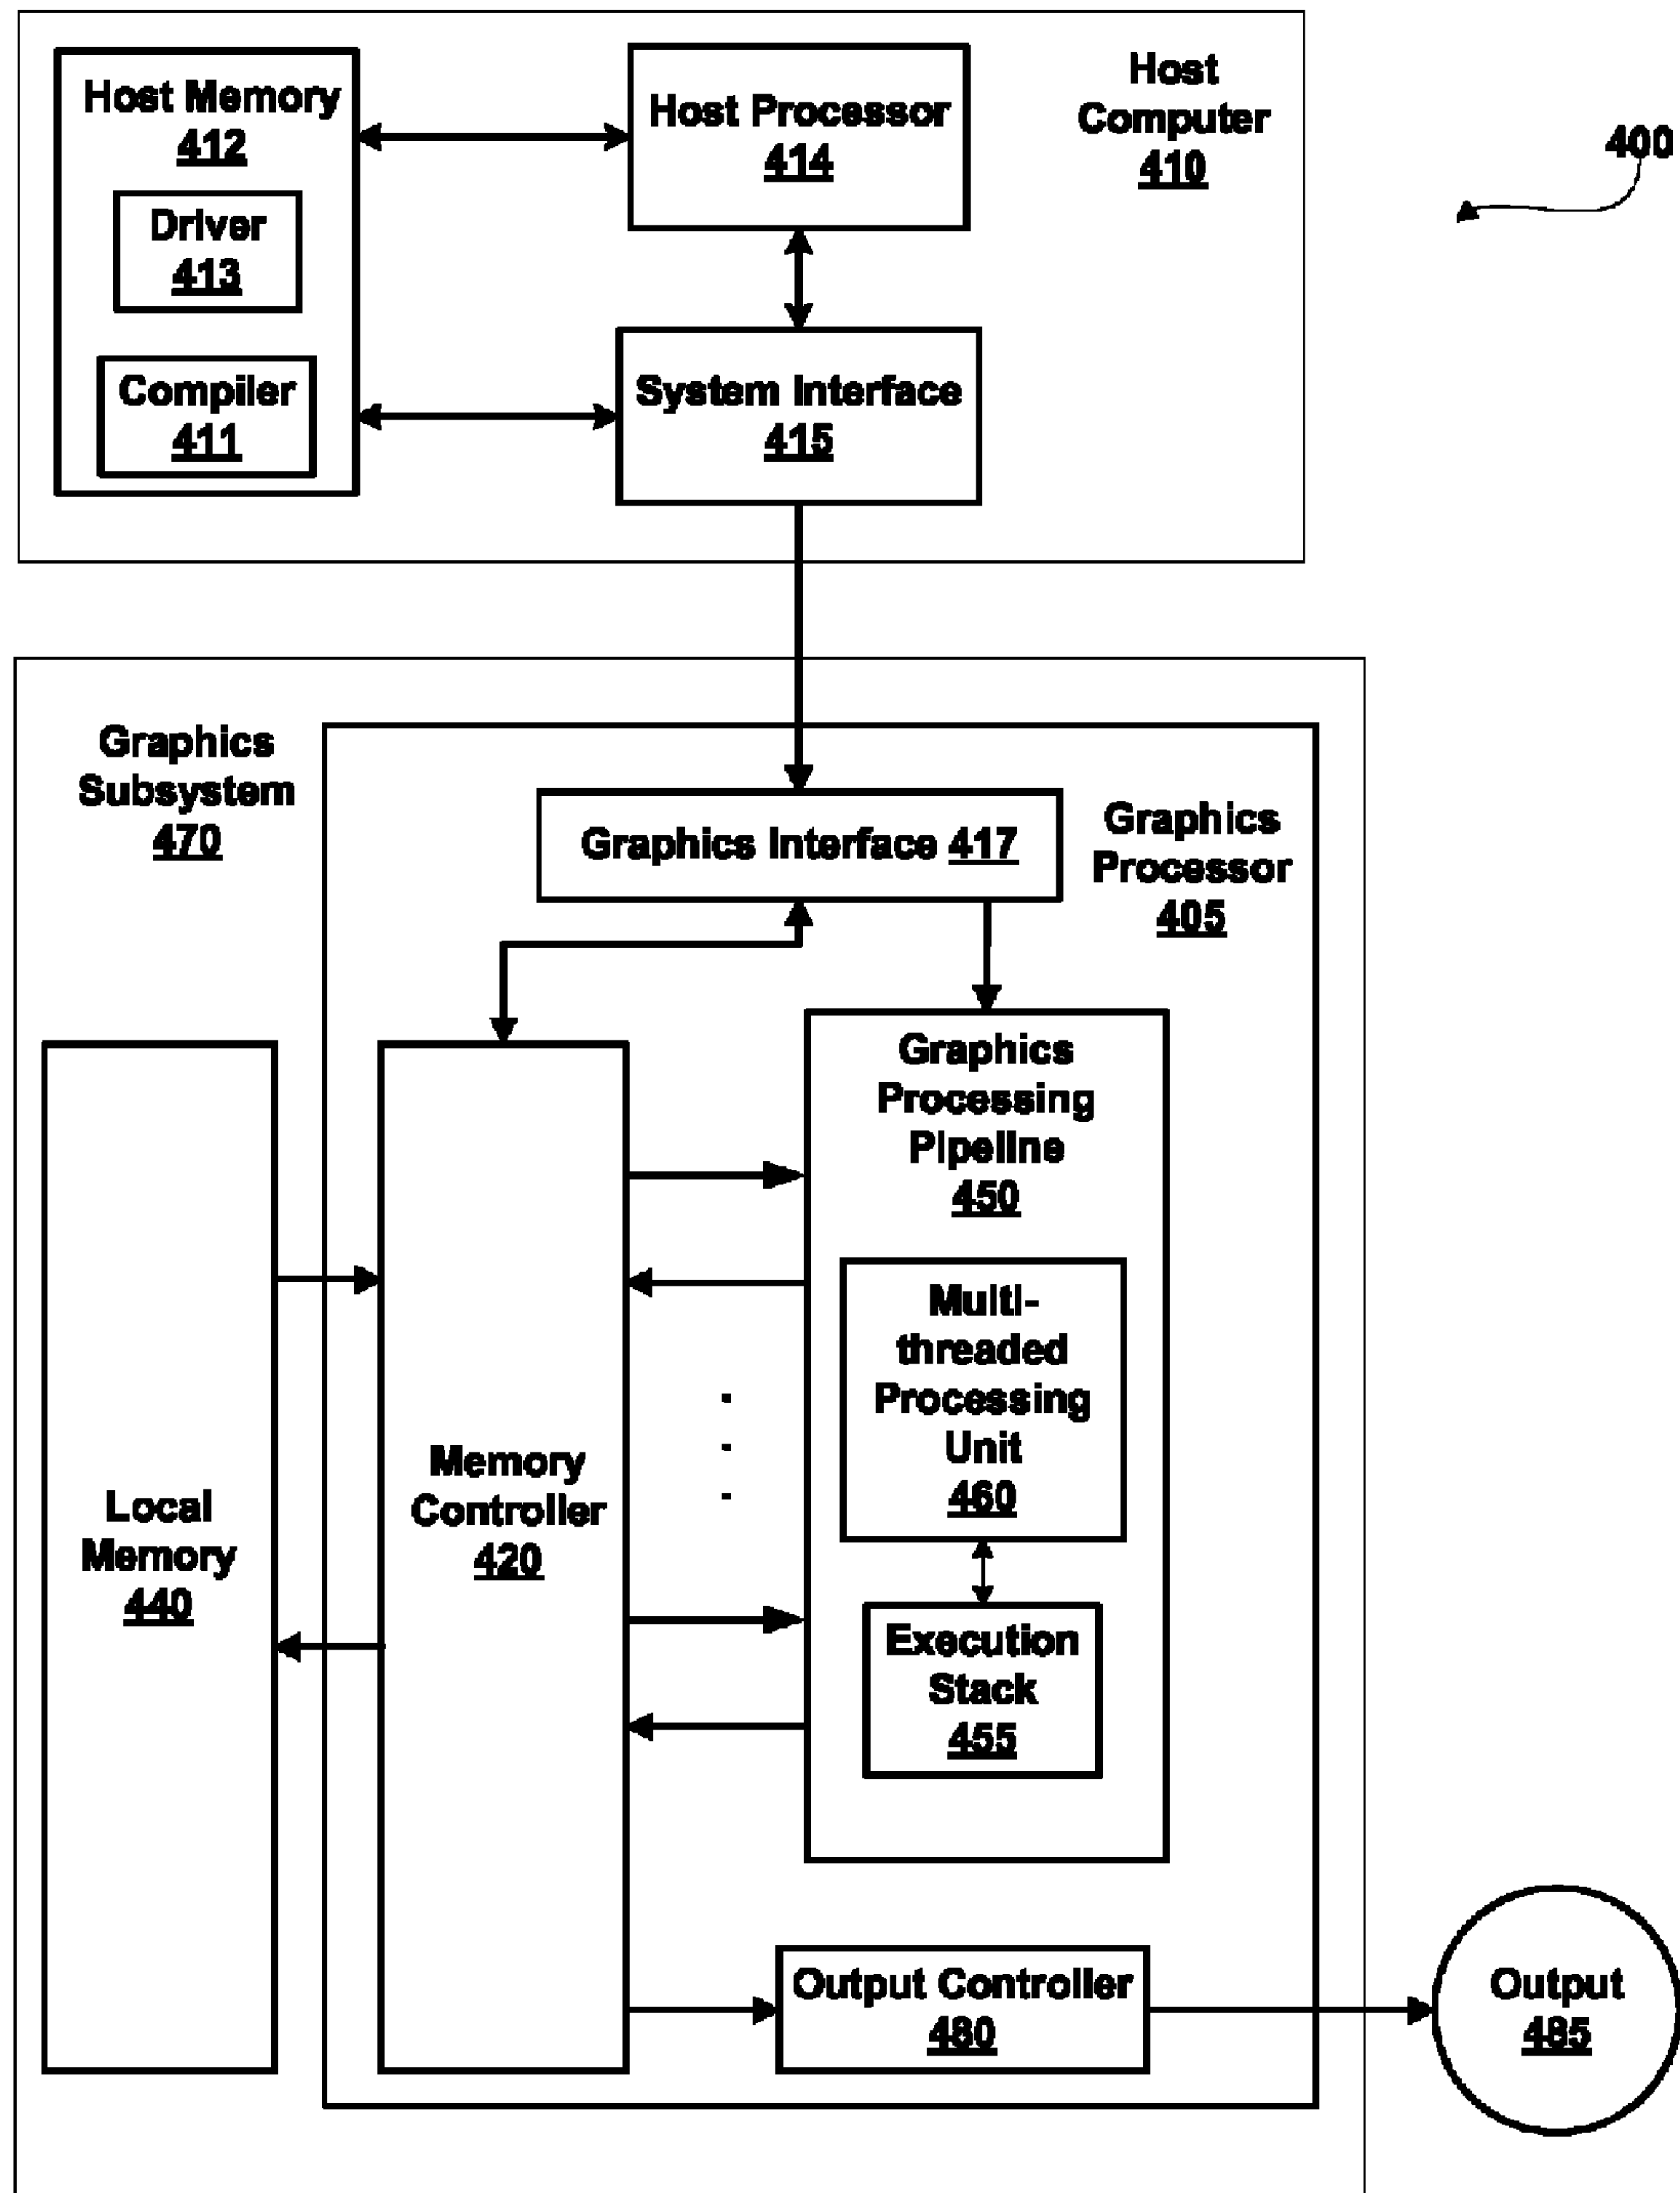 Host Memory
412
Driver
413
Compiler
411
Host Processor
414
System Interface
415
Host
Computer
410
400
Graphics
Subsystem
470
Graphics Interface 417
Graphics
Processor
405
Local
Memory
440
Memory
Controller
420
Graphics
Processing
Pipeline
450
Multi-
threaded
Processing
Unit
460
Execution
Stack
455
Output Controller
480
Output
485